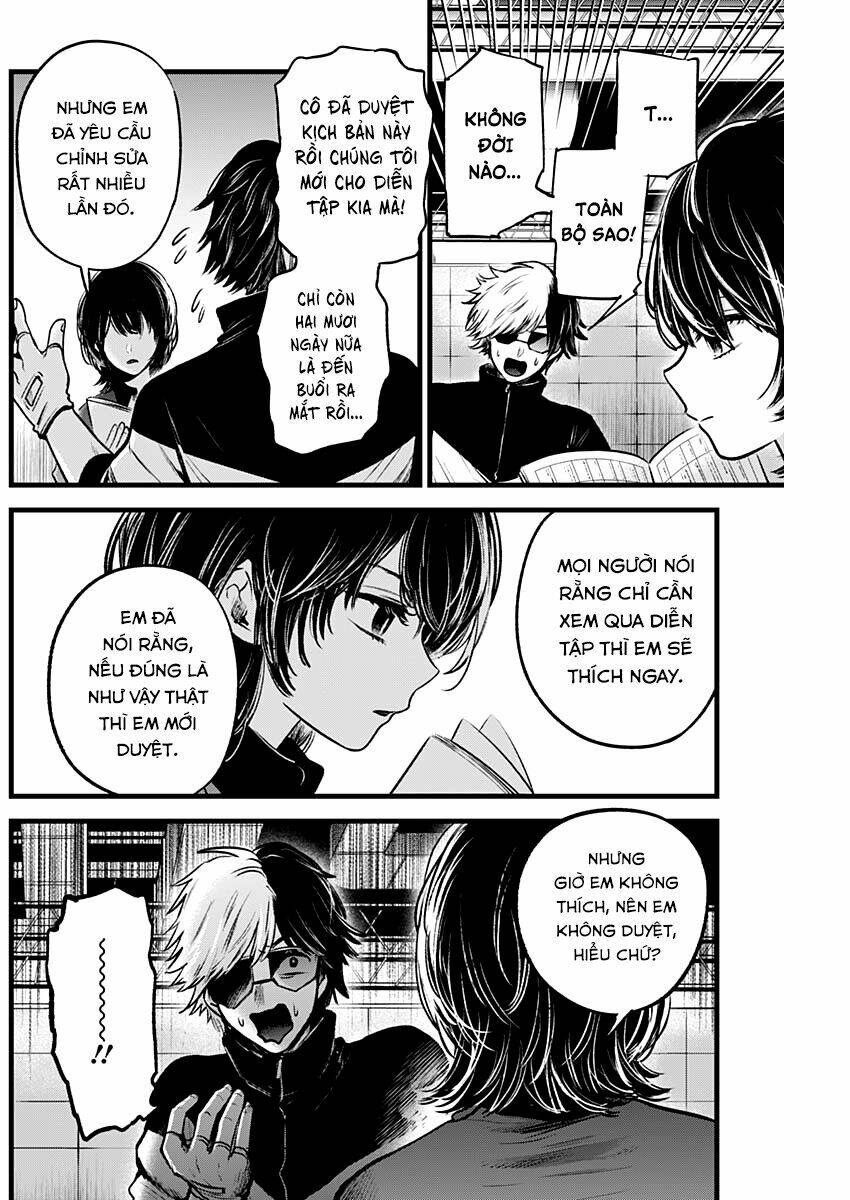 T...
TOÀN
BỘ SAO!
KHÔNG
ĐỜI
NÀO...
CÔ ĐÃ DUYỆT
KỊCH BẢN NÀY
RỒI CHÚNG TÔI
MỚI CHO DIỄN
TẬP KIA MÀ!
CHỈ CÒN
HAI MƯƠI
NGÀY NỮA
LÀ ĐẾN
BUỔI RA
MẮT RỒI...
NHƯNG EM
ĐÃ YÊU CẦU
CHỈNH SỬA
RẤT NHIỀU
LẦN ĐÓ.
MỌI NGƯỜI NÓI
RẰNG CHỈ CẦN
XEM QUA DIỄN
TẬP THÌ EM SẼ
THÍCH NGAY.
EM ĐÃ
NÓI RẰNG,
NẾU ĐÚNG LÀ
NHƯ VẬY THẬT
THÌ EM MỚI
DUYỆT.
NHƯNG
GIỜ EM KHÔNG
THÍCH, NÊN EM
KHÔNG DUYỆT,
HIỂU CHỨ?
~~~!!